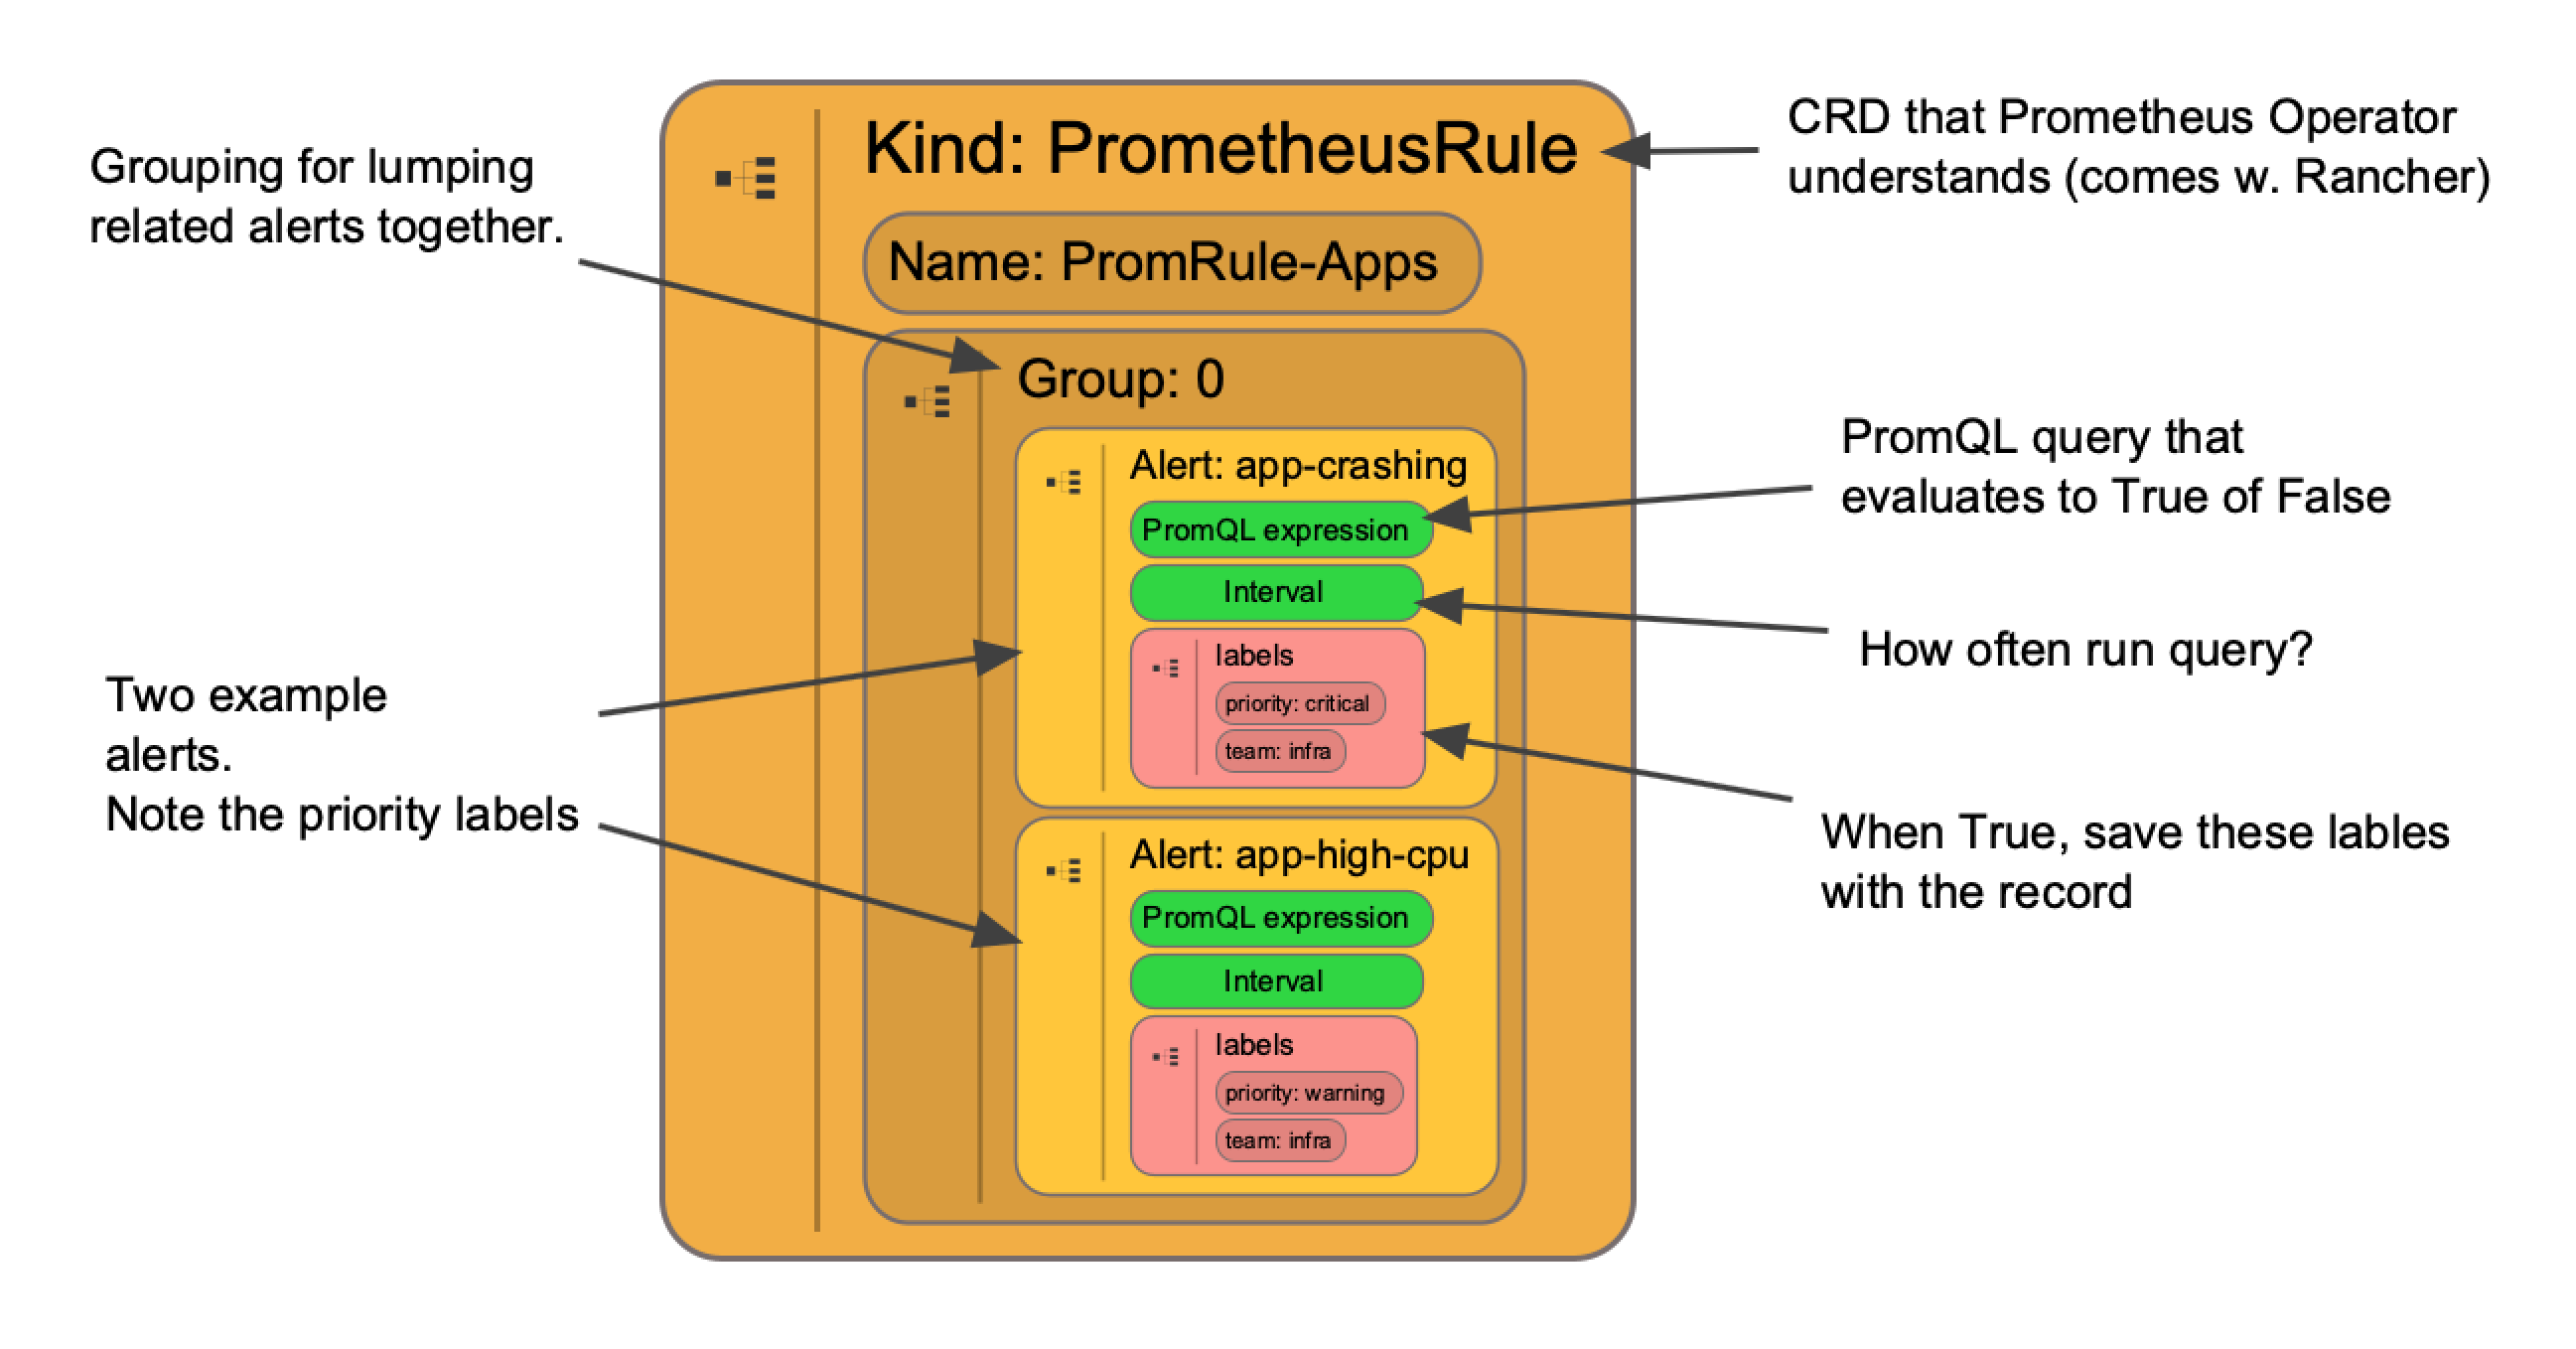 Kind: PrometheusRule
CRD that Prometheus Operator
understands (comes w. Rancher)
Grouping for lumping
related alerts together.
Name: PromRule-Apps
Group: 0
Alert: app-crashing
PromQL expression
PromQL query that
evaluates to True of False
Interval
How often run query?
labels
priority: critical
team: infra
Two example
alerts.
Note the priority labels
When True, save these lables
with the record
Alert: app-high-cpu
PromQL expression
Interval
labels
priority: warning
team: infra